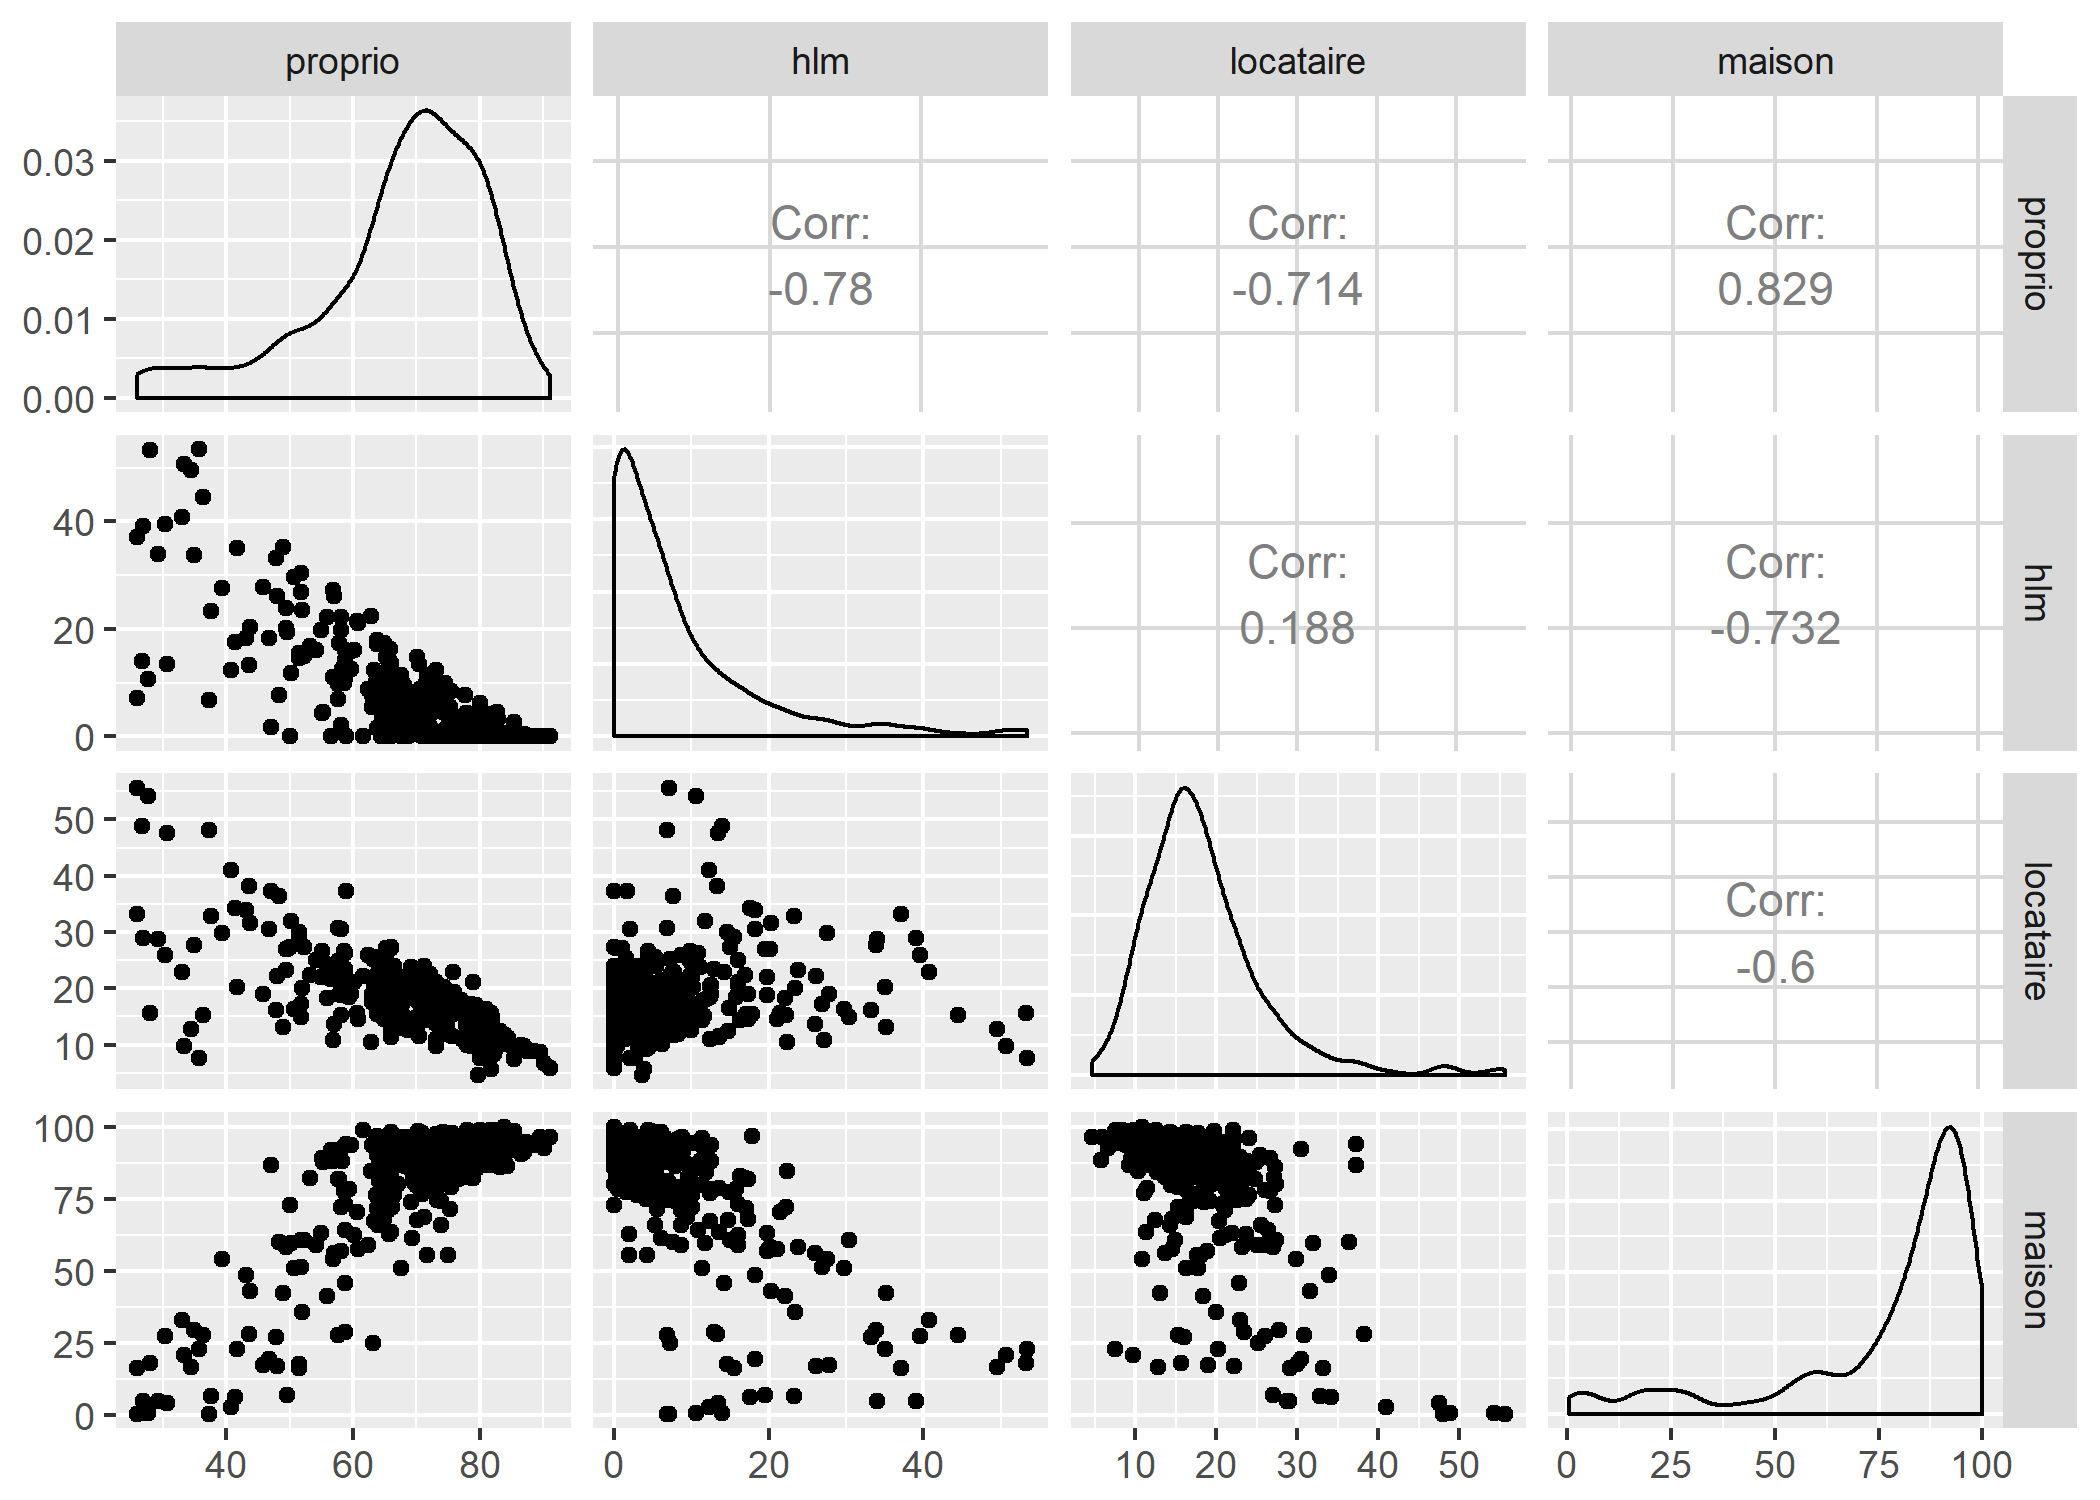 proprio hlm locataire maison
0.03
0.02
0.01
0.00
Corr:
-0.78
Corr:
-0.714
Corr:
0.829
proprio
40
20
0
Corr:
0.188
Corr:
-0.732
hlm
50
40
30
20
10
Corr:
-0.6
locataire
100
75
50
25
0
maison
40 60 80 0 20 40 10 20 30 40 50 0 25 50 75 100